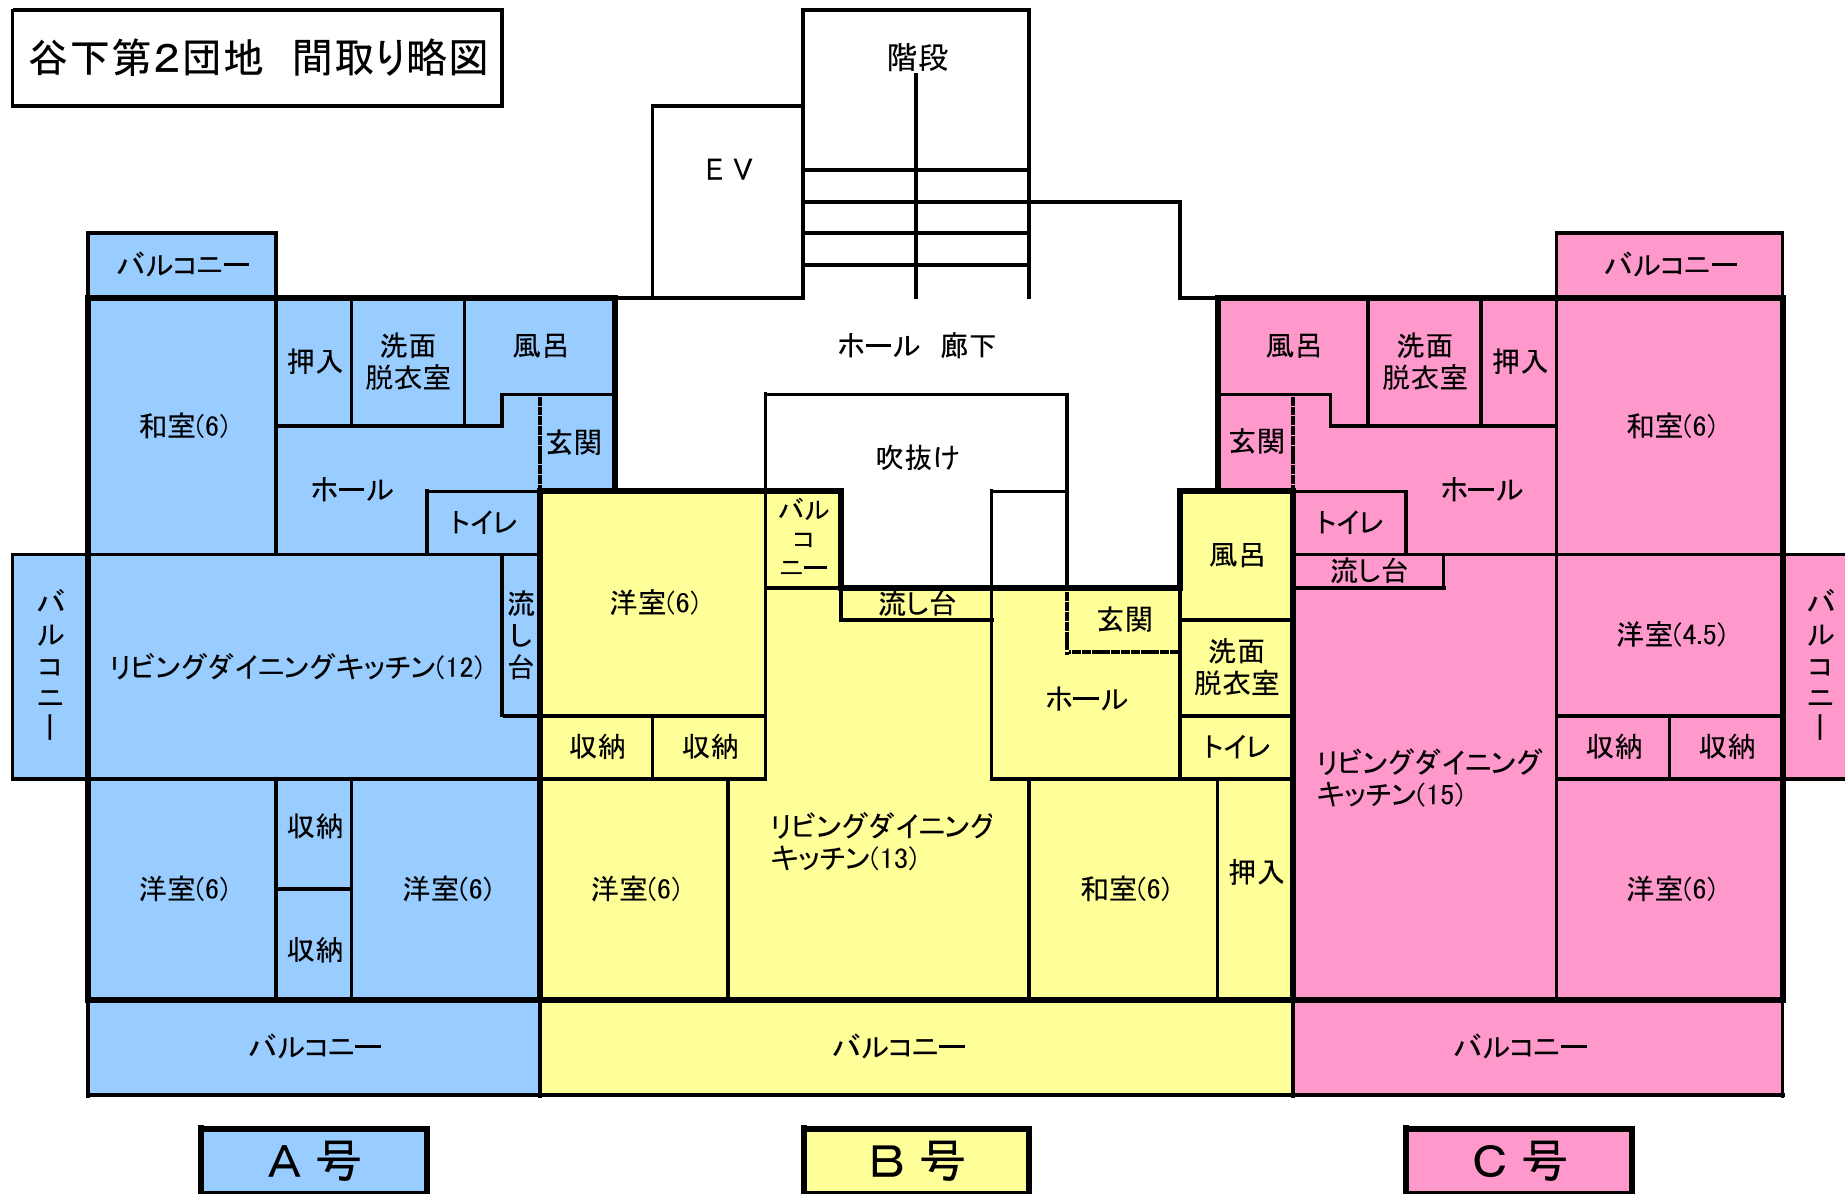 谷下第2団地 間取り略図
階段
EV
ホール 廊下
吹抜け
バルコニー
和室(6)
押入
洗面
脱衣室
風呂
玄関
ホール
トイレ
バルコニー
リビングダイニングキッチン(12)
流し台
洋室(6)
収納
収納
洋室(6)
バルコニー
A号
洋室(6)
バル
コ
ニー
流し台
玄関
風呂
洗面
脱衣室
ホール
トイレ
収納
収納
洋室(6)
リビングダイニング
キッチン(13)
和室(6)
押入
バルコニー
B号
バルコニー
風呂
洗面
脱衣室
押入
和室(6)
玄関
ホール
トイレ
流し台
洋室(4.5)
バルコニー
収納
収納
リビングダイニング
キッチン(15)
洋室(6)
バルコニー
C号